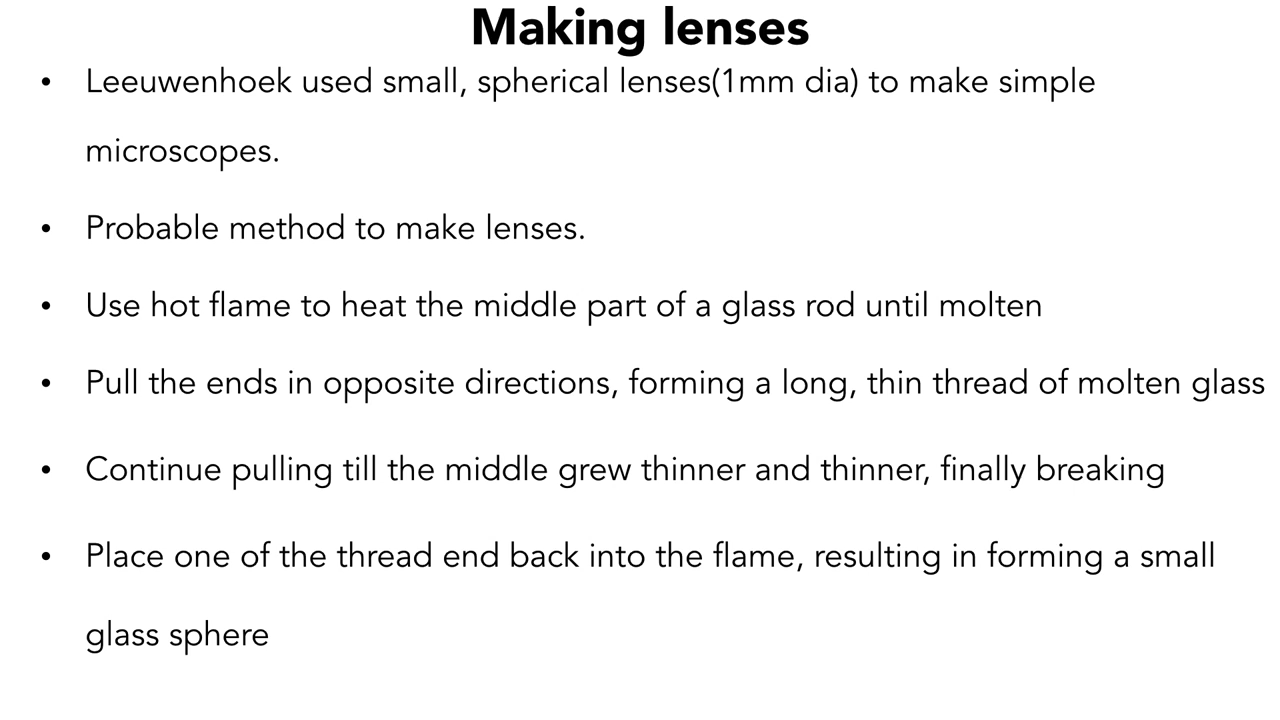 Making lenses
• Leeuwenhoek used small, spherical lenses(1mm dia) to make simple
microscopes.
• Probable method to make lenses.
• Use hot flame to heat the middle part of a glass rod until molten
• Pull the ends in opposite directions, forming a long, thin thread of molten glass
• Continue pulling till the middle grew thinner and thinner, finally breaking
• Place one of the thread end back into the flame, resulting in forming a small
glass sphere